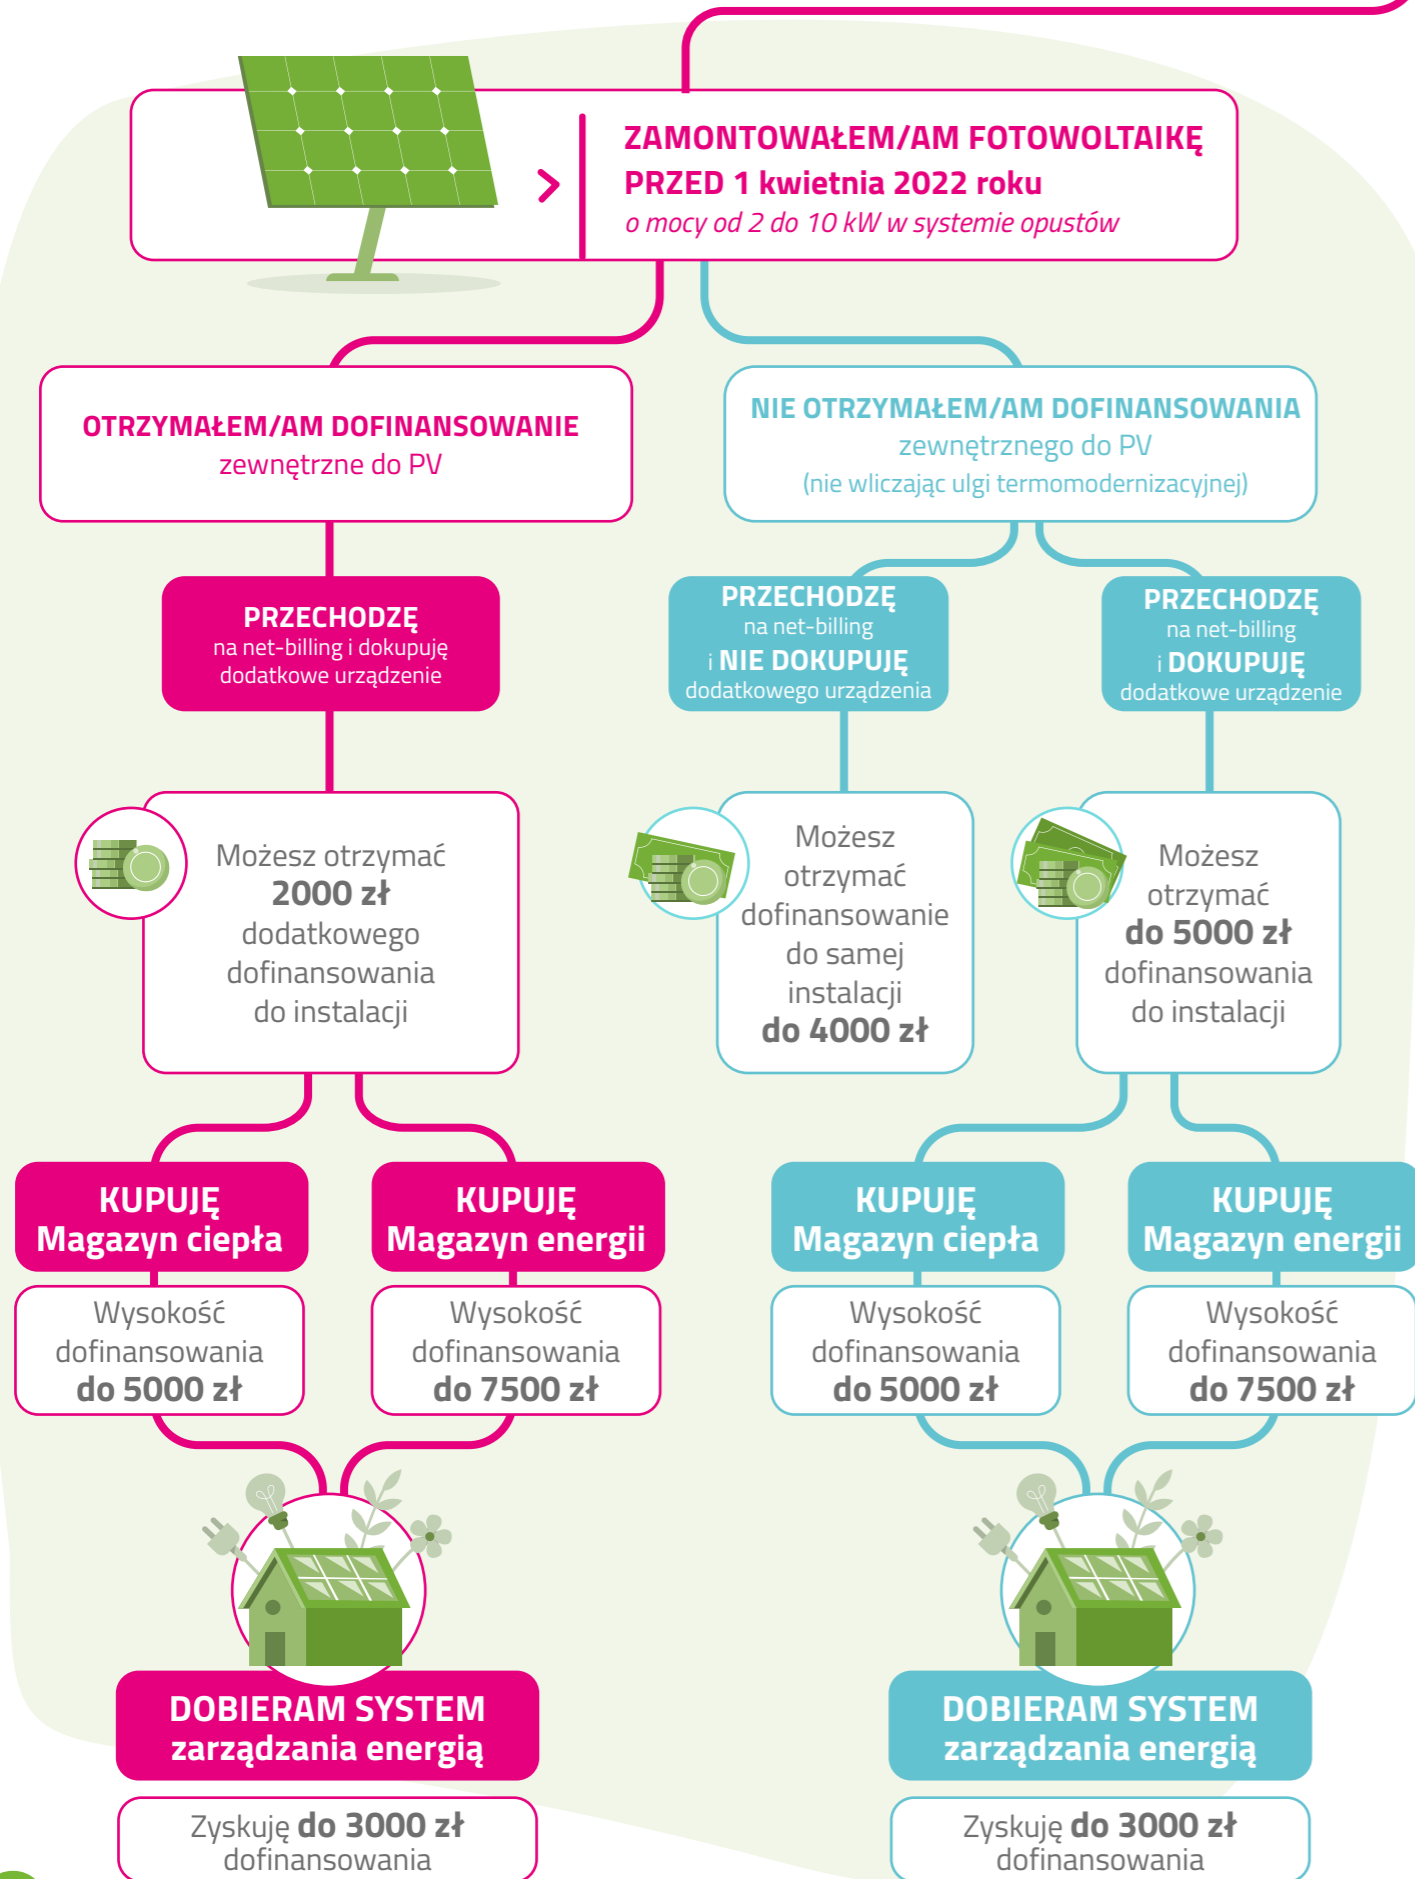 ZAMONTOWAŁEM/AM FOTOWOLTAIKĘ
PRZED 1 kwietnia 2022 roku
o mocy od 2 do 10 kW w systemie opustów
OTRZYMAŁEM/AM DOFINANSOWANIE
zewnętrzne do PV
NIE OTRZYMAŁEM/AM DOFINANSOWANIA
zewnętrznego do PV
(nie wliczając ulgi termomodernizacyjnej)
PRZECHODZĘ
na net-billing i dokupuję
dodatkowe urządzenie
PRZECHODZĘ
na net-billing
i NIE DOKUPUJĘ
dodatkowego urządzenia
PRZECHODZĘ
na net-billing
i DOKUPUJĘ
dodatkowe urządzenie
Możesz otrzymać
2000 zł
dodatkowego
dofinansowania
do instalacji
Możesz
otrzymać
dofinansowanie
do samej
instalacji
do 4000 zł
Możesz
otrzymać
do 5000 zł
dofinansowania
do instalacji
KUPUJĘ
Magazyn ciepła
KUPUJĘ
Magazyn energii
KUPUJĘ
Magazyn ciepła
KUPUJĘ
Magazyn energii
Wysokość
dofinansowania
do 5000 zł
Wysokość
dofinansowania
do 7500 zł
Wysokość
dofinansowania
do 5000 zł
Wysokość
dofinansowania
do 7500 zł
DOBIERAM SYSTEM
zarządzania energią
DOBIERAM SYSTEM
zarządzania energią
Zyskuję do 3000 zł
dofinansowania
Zyskuję do 3000 zł
dofinansowania